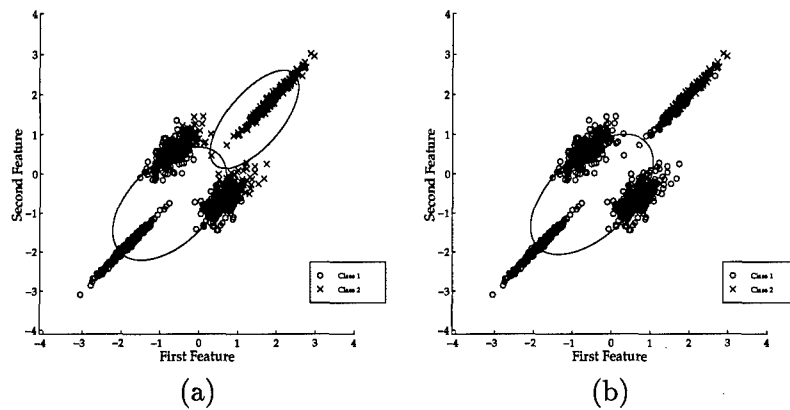 4
3
2
1
0
−1
−2
−3
−4
Second Feature
−4 −3 −2 −1 0 1 2 3 4
First Feature
o Class 1
× Class 2
(a)
4
3
2
1
0
−1
−2
−3
−4
Second Feature
−4 −3 −2 −1 0 1 2 3 4
First Feature
o Class 1
× Class 2
(b)